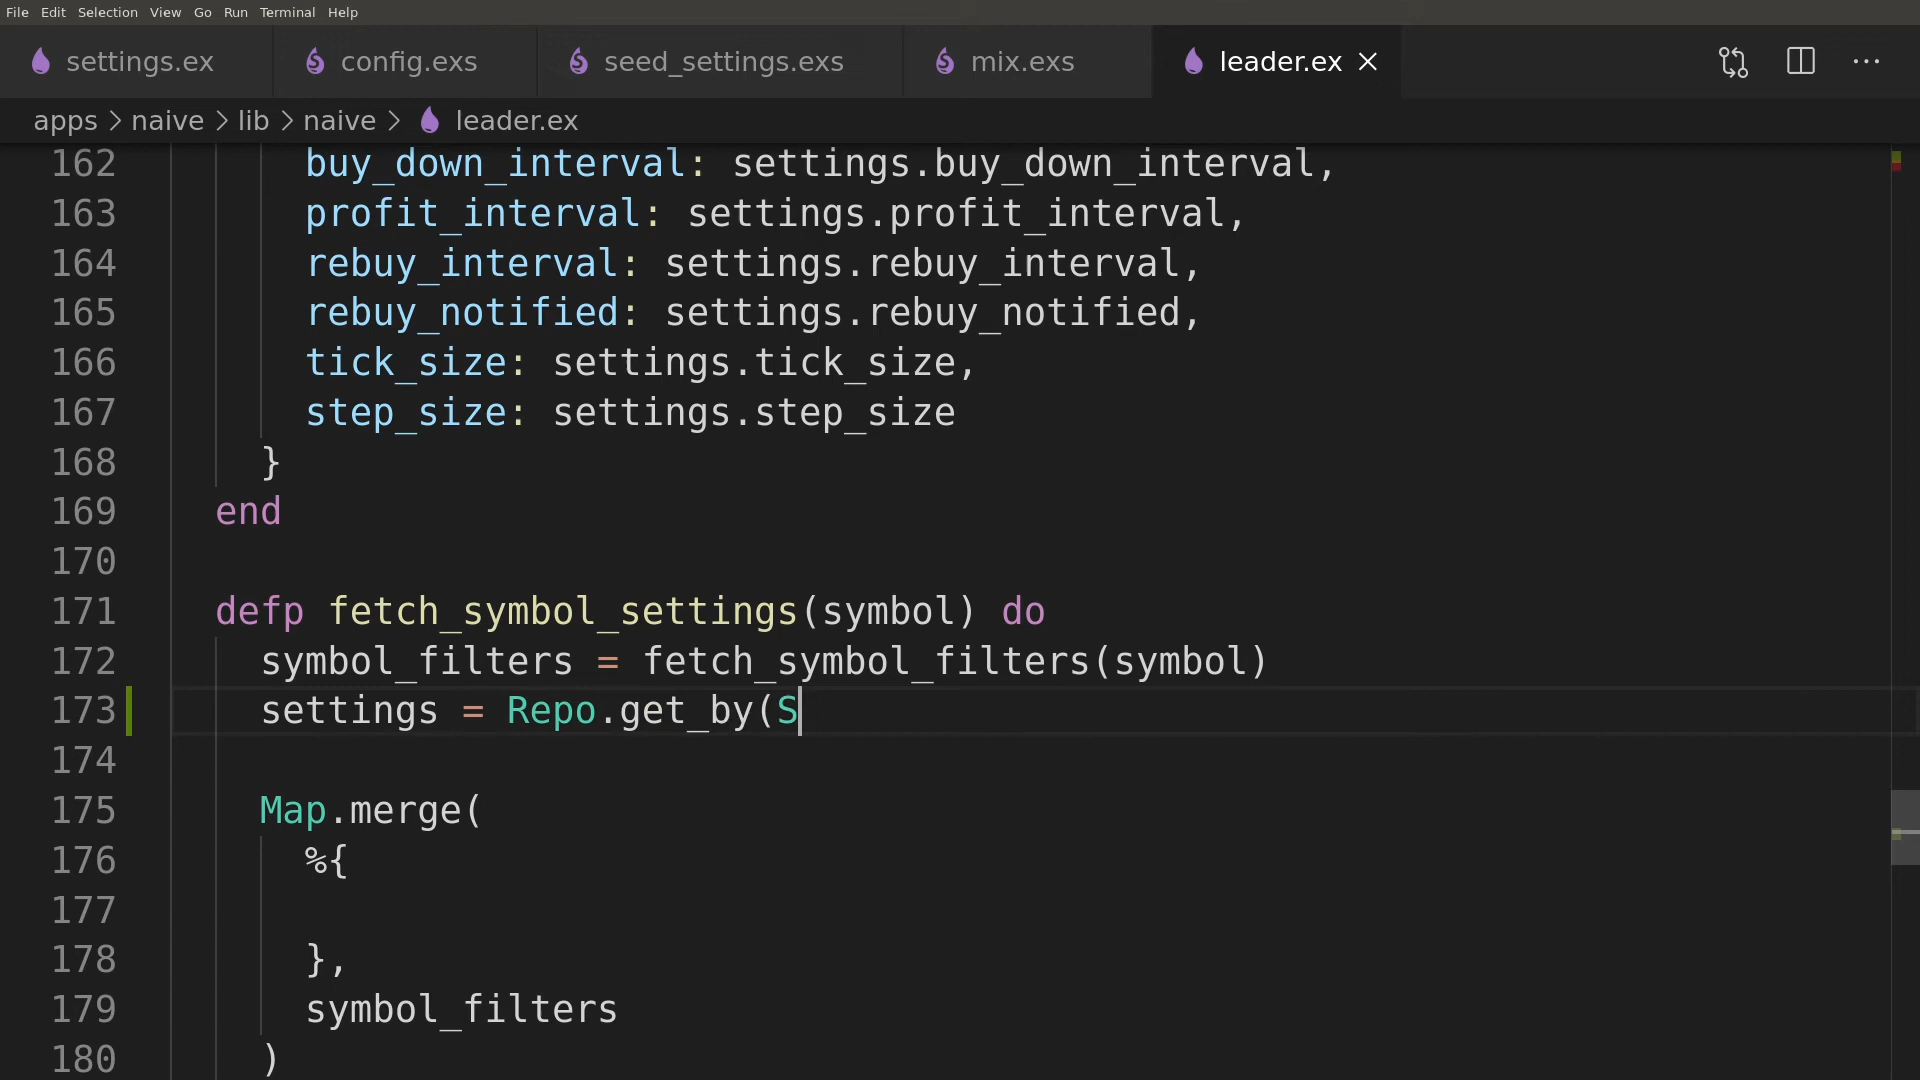 File Edit Selection View Go Run Terminal Help
settings.ex config.exs seed_settings.exs mix.exs leader.ex
apps > naive > lib > naive > leader.ex
162 buy_down_interval: settings.buy_down_interval,
163 profit_interval: settings.profit_interval,
164 rebuy_interval: settings.rebuy_interval,
165 rebuy_notified: settings.rebuy_notified,
166 tick_size: settings.tick_size,
167 step_size: settings.step_size
168 }
169 end
170
171 defp fetch_symbol_settings(symbol) do
172 symbol_filters = fetch_symbol_filters(symbol)
173 settings = Repo.get_by(S
174
175 Map.merge(
176 %{
177
178 },
179 symbol_filters
180 )